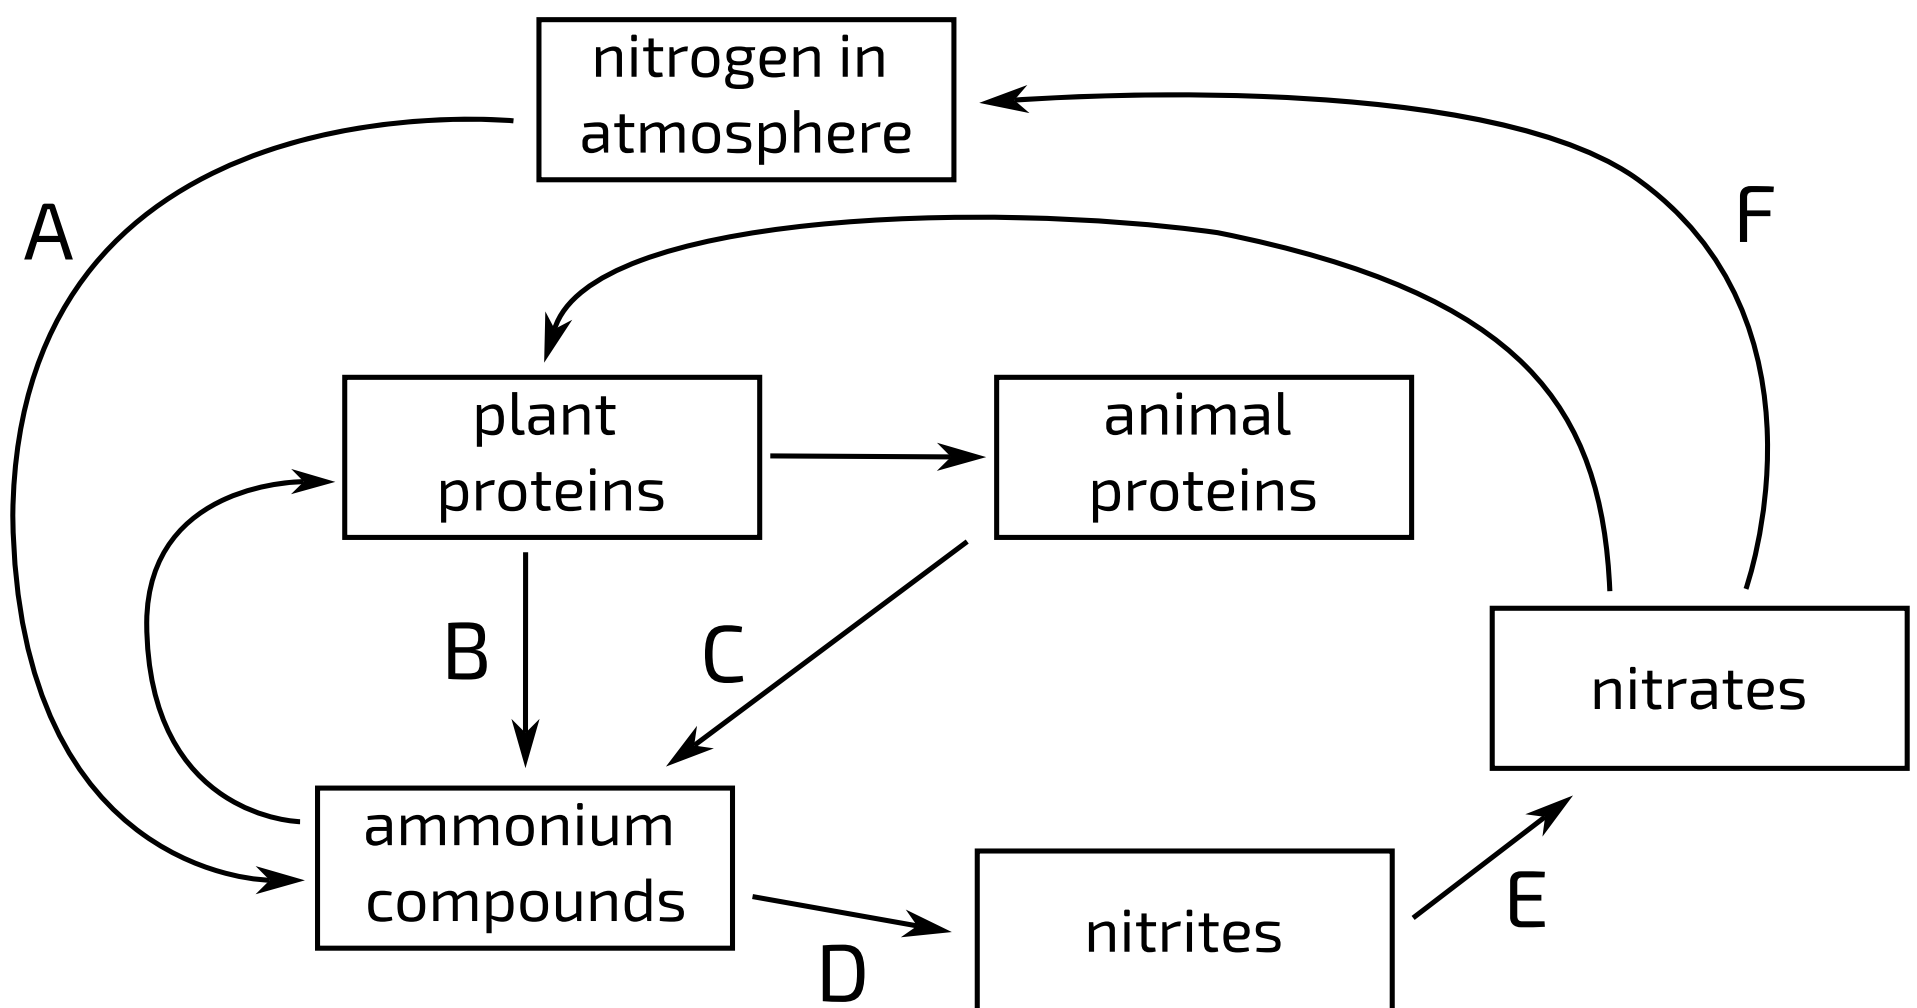 nitrogen in
atmosphere
A
F
plant
proteins
animal
proteins
B
C
nitrates
ammonium
compounds
D
nitrites
E